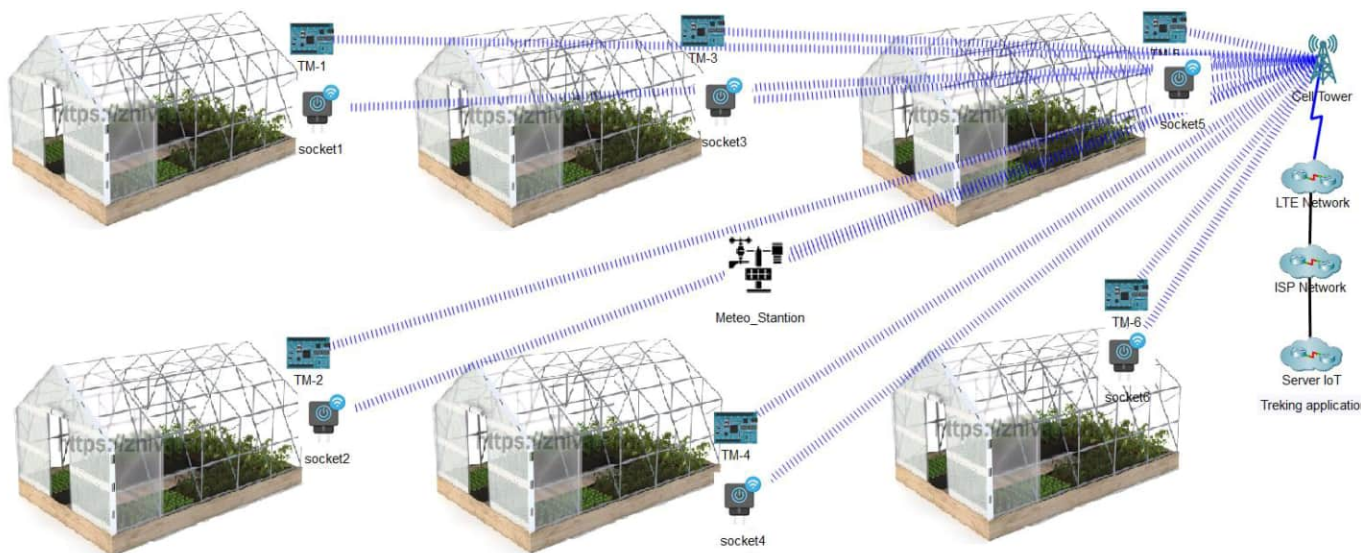 TM-1
TM-3
Cell Tower
socket1
socket3
socket5
LTE Network
ISP Network
Meteo_Stantion
TM-6
TM-2
Server IoT
socket6
Treking application
TM-4
socket2
socket4